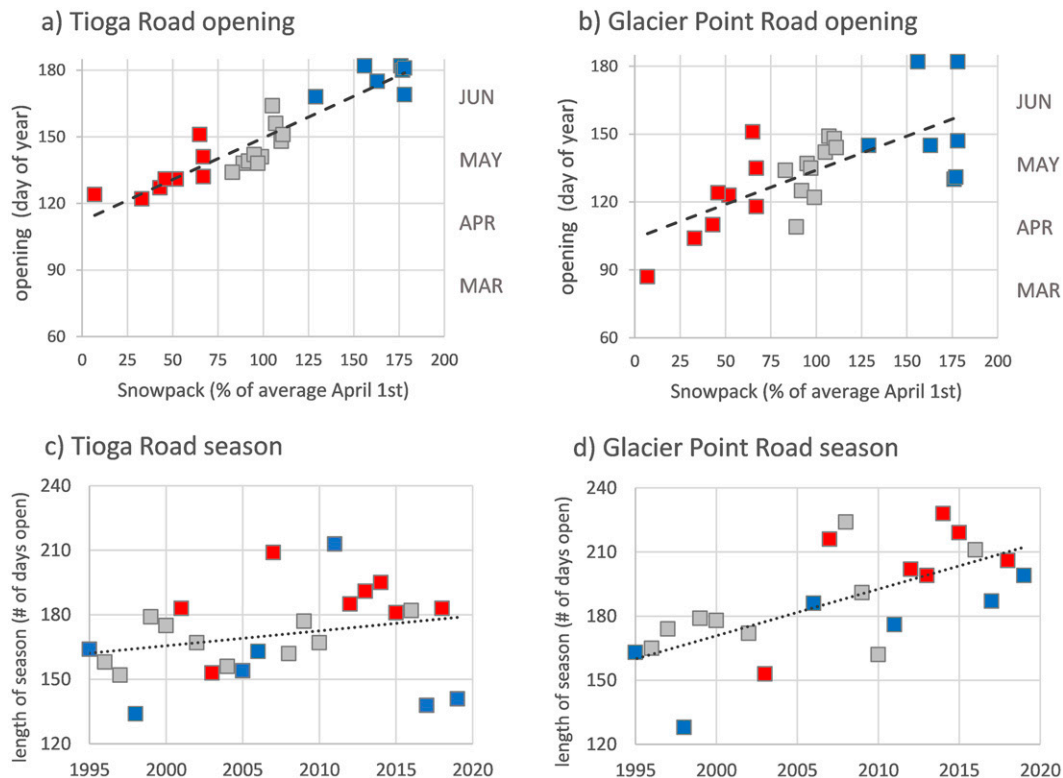 a) Tioga Road opening
opening (day of year)
180
150
120
90
60
JUN
MAY
APR
MAR
0 25 50 75 100 125 150 175 200
Snowpack (% of average April 1st)
b) Glacier Point Road opening
opening (day of year)
180
150
120
90
60
JUN
MAY
APR
MAR
0 25 50 75 100 125 150 175 200
Snowpack (% of average April 1st)
c) Tioga Road season
length of season (# of days open)
240
210
180
150
120
1995 2000 2005 2010 2015 2020
d) Glacier Point Road season
length of season (# of days open)
240
210
180
150
120
1995 2000 2005 2010 2015 2020